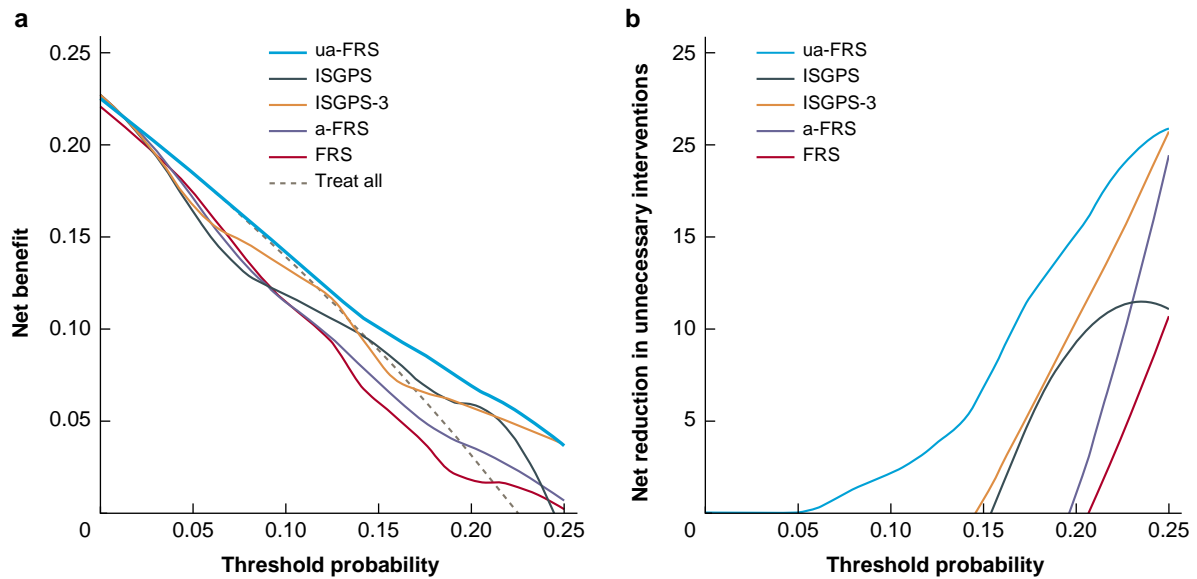 a
0.25
0.20
0.15
0.10
0.05
0
0.05
0.10
0.15
0.20
0.25
Net benefit
Threshold probability
ua-FRS
ISGPS
ISGPS-3
a-FRS
FRS
Treat all
b
25
25
15
10
5
0
0.05
0.10
0.15
0.20
0.25
Net reduction in unnecessary interventions
Threshold probability
ua-FRS
ISGPS
ISGPS-3
a-FRS
FRS